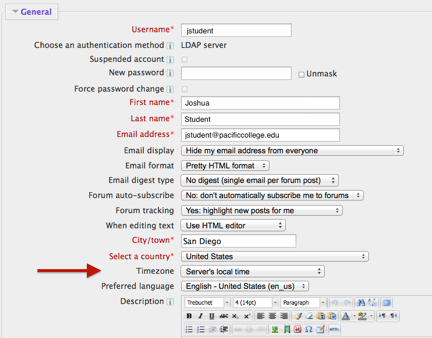 General
Username* jstudent
Choose an authentication method LDAP server
Suspended account
New password Unmask
Force password change
First name* Joshua
Last name* Student
Email address* jstudent@pacificcollege.edu
Email display Hide my email address from everyone
Email format Pretty HTML format
Email digest type No digest (single email per forum post)
Forum auto-subscribe No: don't automatically subscribe me to forums
Forum tracking Yes: highlight new posts for me
When editing text Use HTML editor
City/town* San Diego
Select a country* United States
Timezone Server's local time
Preferred language English - United States (en_us)
Description Trebuchet 4 (14pt) Paragraph
B I U ABC x₂ x²
HTML